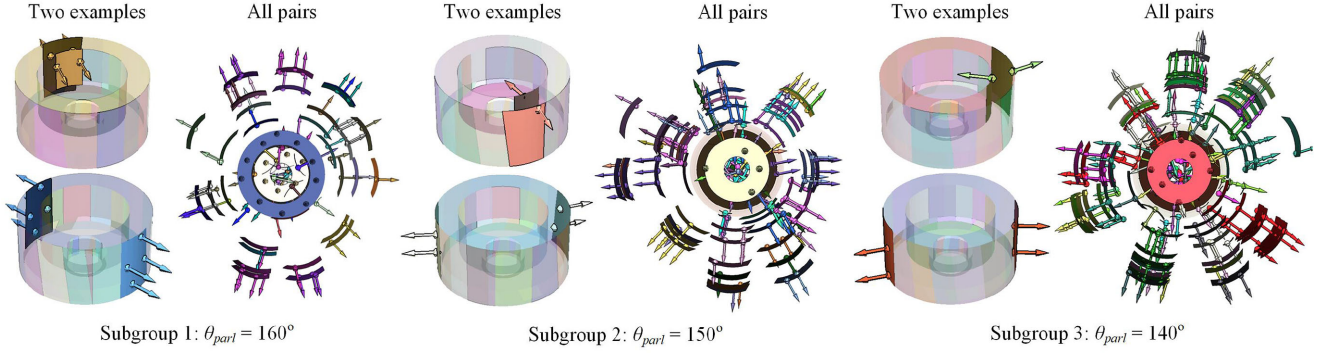 Two examples All pairs Two examples All pairs Two examples All pairs
Subgroup 1: θparl = 160° Subgroup 2: θparl = 150° Subgroup 3: θparl = 140°